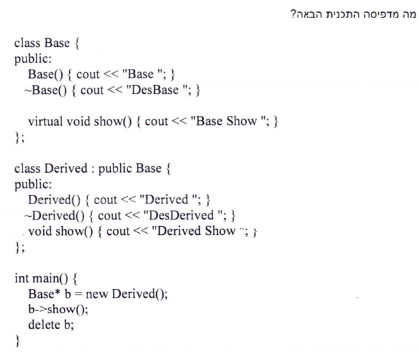 מה מדפיסה התכנית הבאה?
class Base {
public:
Base() { cout << "Base "; }
~Base() { cout << "DesBase "; }
virtual void show() { cout << "Base Show "; }
};
class Derived : public Base {
public:
Derived() { cout << "Derived "; }
~Derived() { cout << "DesDerived "; }
void show() { cout << "Derived Show "; }
};
int main() {
Base* b = new Derived();
b->show();
delete b;
}